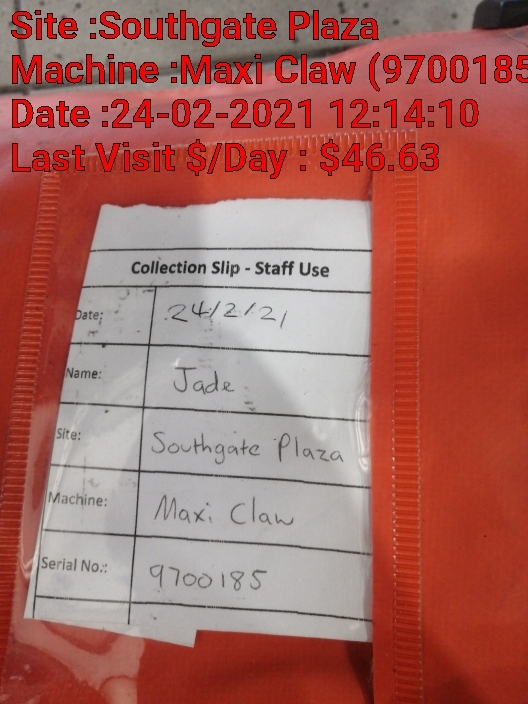 Site :Southgate Plaza
Machine :Maxi Claw (9700185
Date :24-02-2021 12:14:10
Last Visit $/Day : $46.63
Collection Slip - Staff Use
Date: 24/2/21
Name: Jade
Site: Southgate Plaza
Machine: Maxi Claw
Serial No.: 9700185